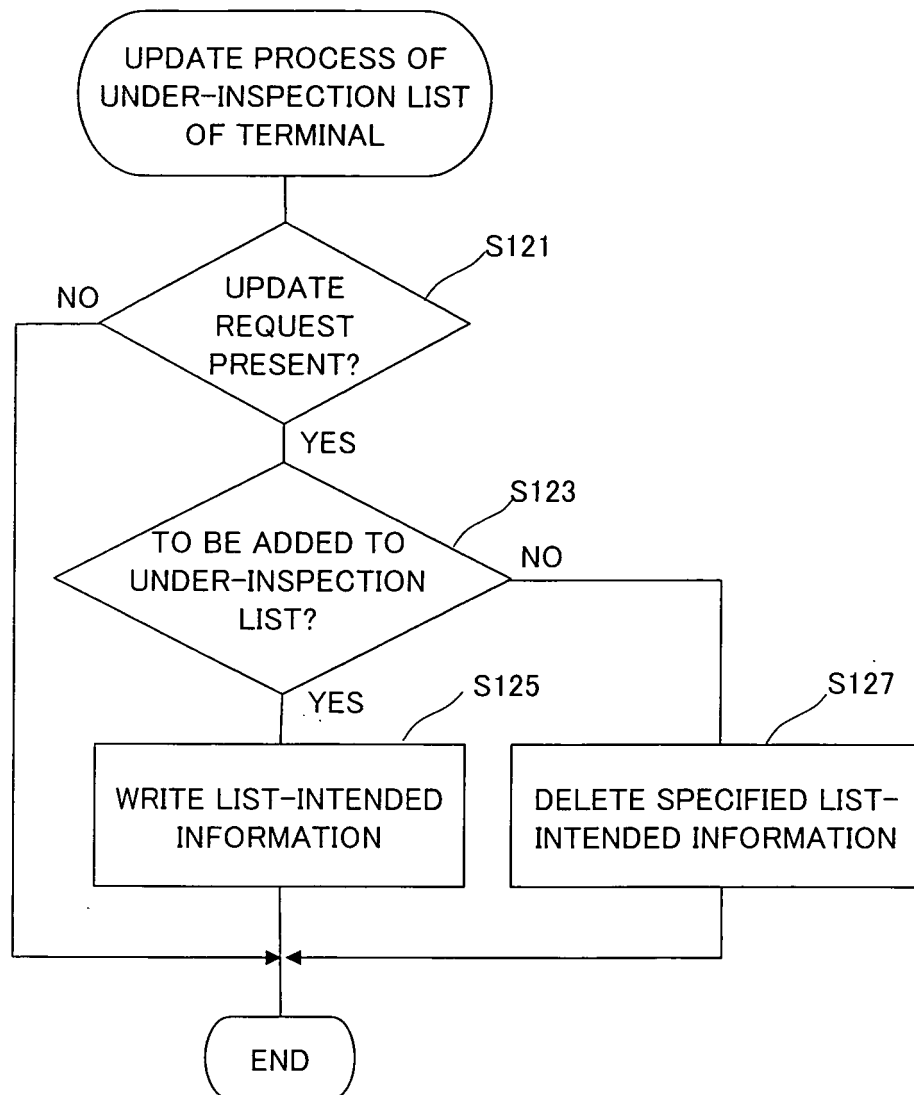 UPDATE PROCESS OF
UNDER-INSPECTION LIST
OF TERMINAL
S121
NO
UPDATE
REQUEST
PRESENT?
YES
S123
TO BE ADDED TO
UNDER-INSPECTION
LIST?
NO
YES
S125
S127
WRITE LIST-INTENDED
INFORMATION
DELETE SPECIFIED LIST-
INTENDED INFORMATION
END